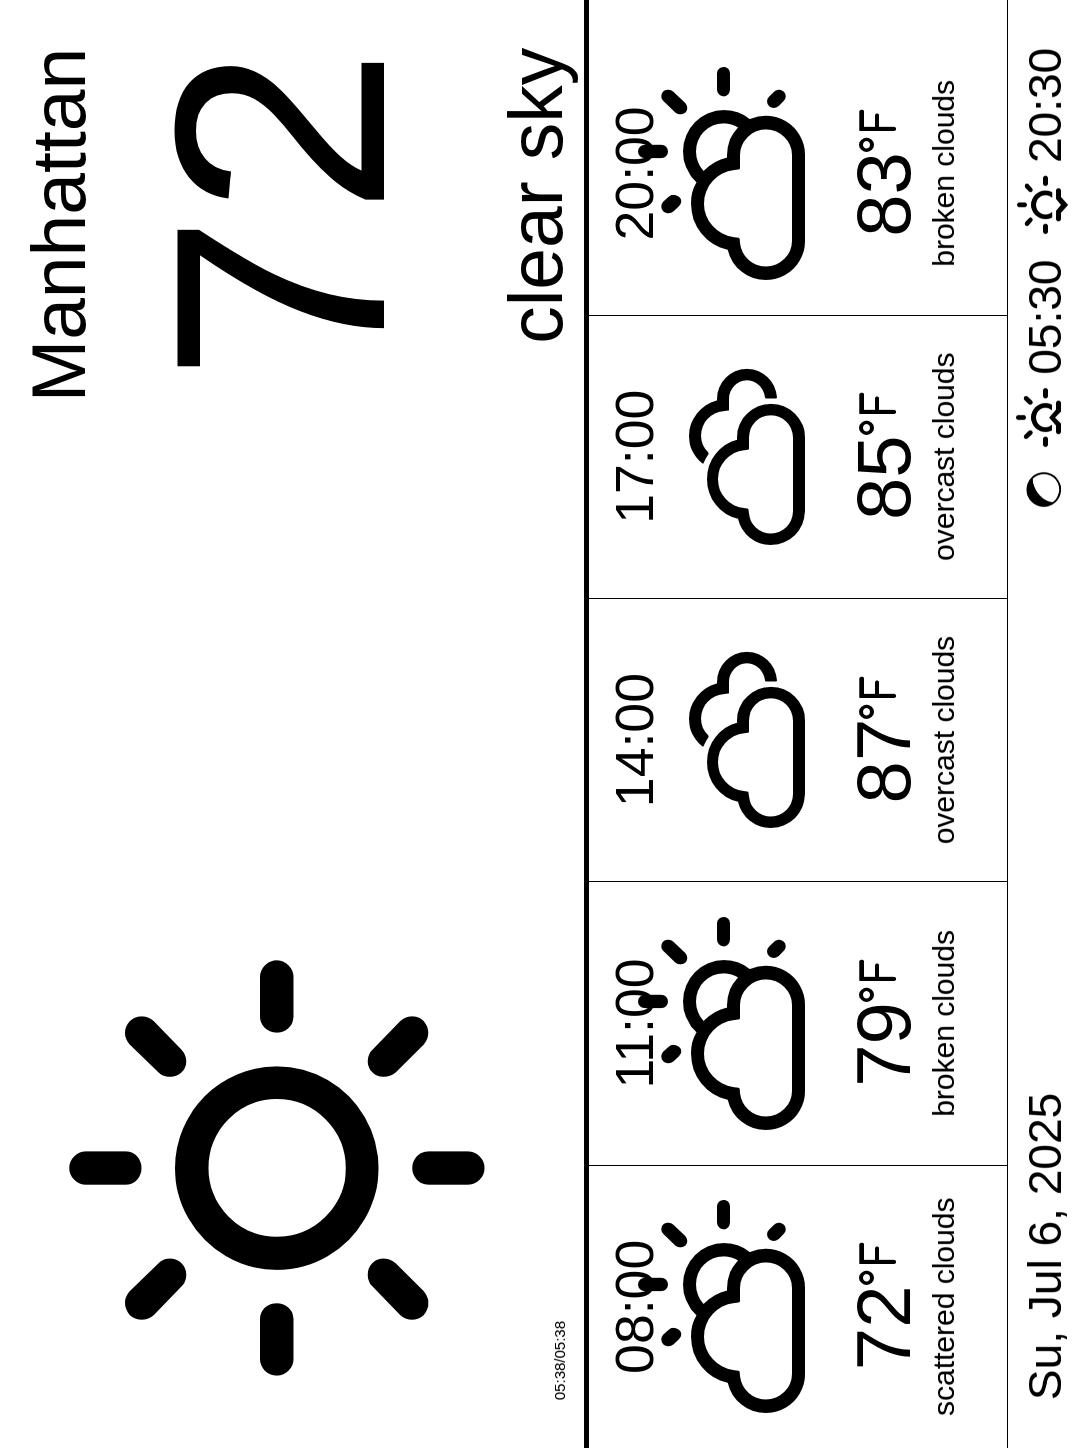 Manhattan
72
clear sky
05:38/05:38
08:00
72°F
scattered clouds
11:00
79°F
broken clouds
14:00
87°F
overcast clouds
17:00
85°F
overcast clouds
20:00
83°F
broken clouds
Su, Jul 6, 2025 05:30 20:30